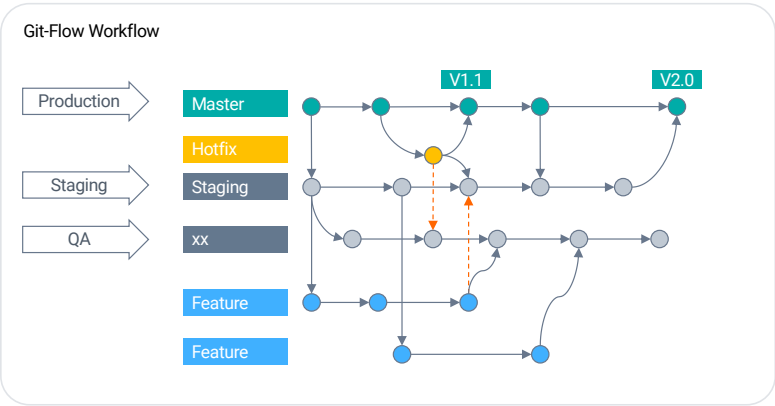 Git-Flow Workflow
V1.1
V2.0
Production
Master
Hotfix
Staging
Staging
QA
xx
Feature
Feature